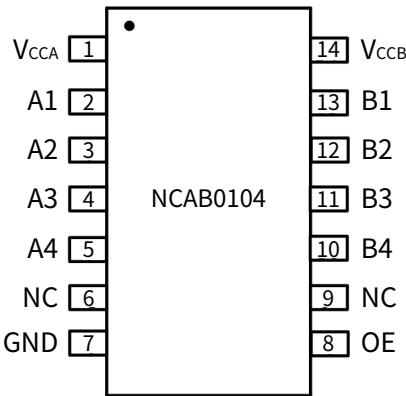 VCCA 1 14 VCCB
A1 2 13 B1
A2 3 12 B2
A3 4 NCAB0104 11 B3
A4 5 10 B4
NC 6 9 NC
GND 7 8 OE